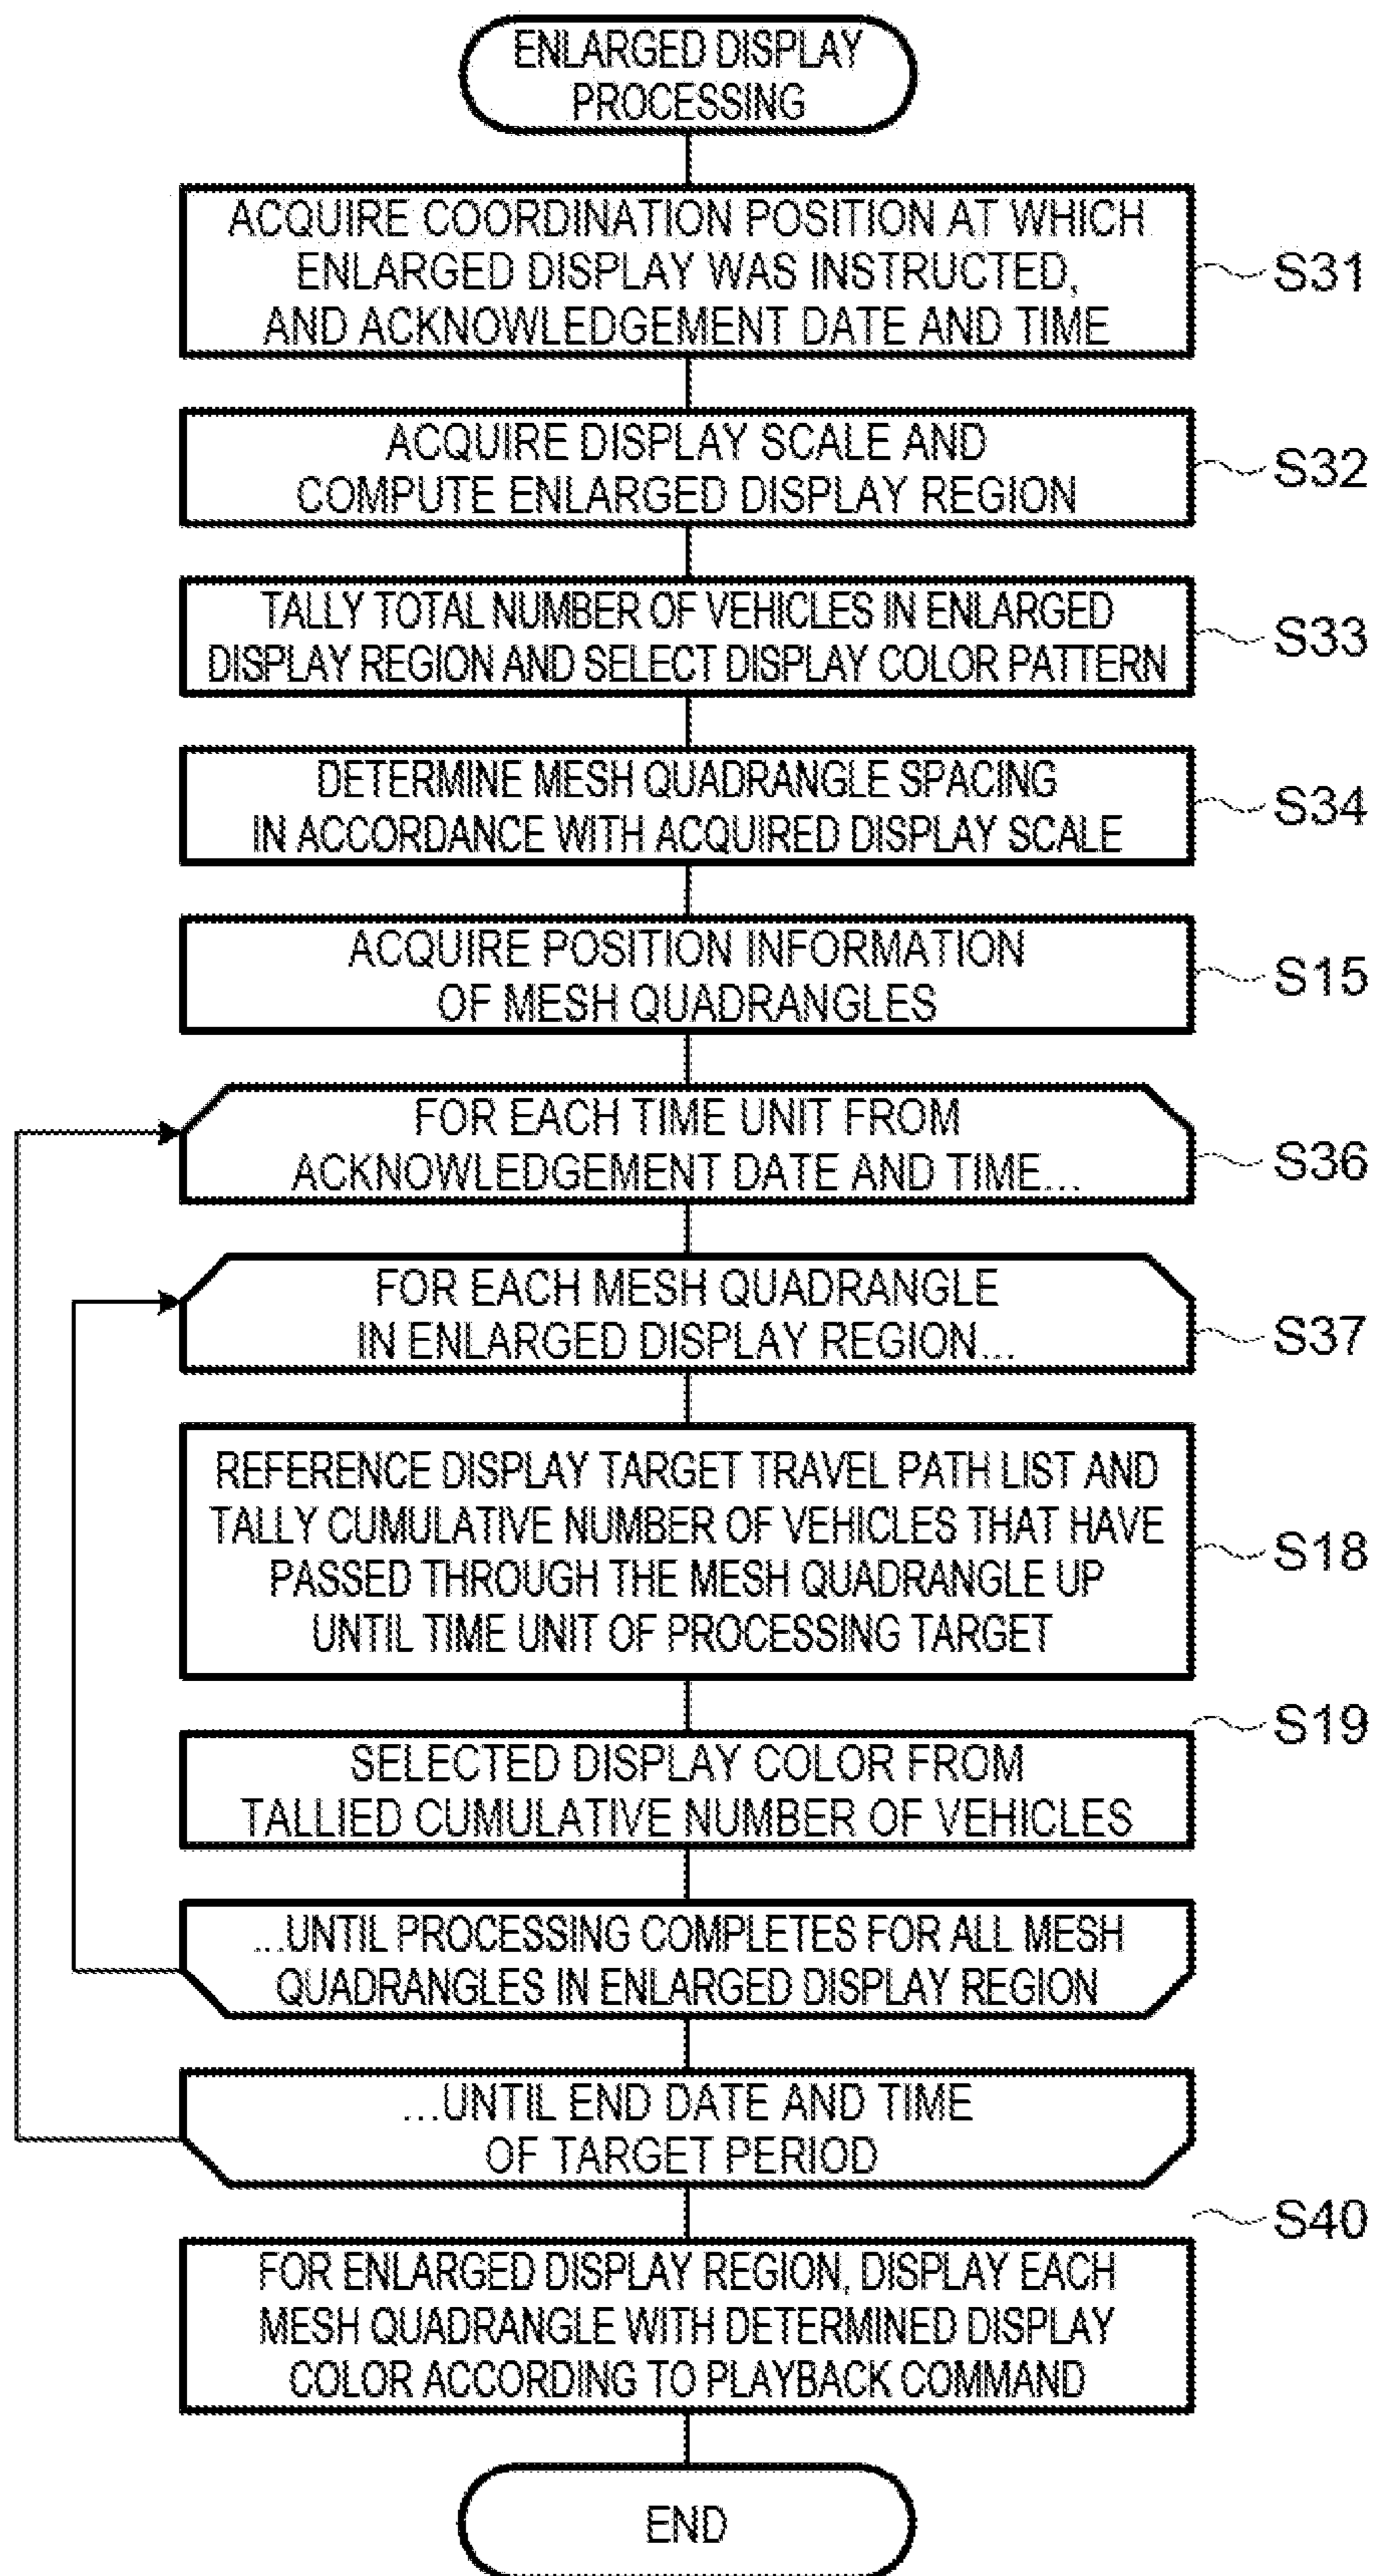 ENLARGED DISPLAY
PROCESSING
ACQUIRE COORDINATION POSITION AT WHICH
ENLARGED DISPLAY WAS INSTRUCTED,
AND ACKNOWLEDGEMENT DATE AND TIME
S31
ACQUIRE DISPLAY SCALE AND
COMPUTE ENLARGED DISPLAY REGION
S32
TALLY TOTAL NUMBER OF VEHICLES IN ENLARGED
DISPLAY REGION AND SELECT DISPLAY COLOR PATTERN
S33
DETERMINE MESH QUADRANGLE SPACING
IN ACCORDANCE WITH ACQUIRED DISPLAY SCALE
S34
ACQUIRE POSITION INFORMATION
OF MESH QUADRANGLES
S15
FOR EACH TIME UNIT FROM
ACKNOWLEDGEMENT DATE AND TIME...
S36
FOR EACH MESH QUADRANGLE
IN ENLARGED DISPLAY REGION...
S37
REFERENCE DISPLAY TARGET TRAVEL PATH LIST AND
TALLY CUMULATIVE NUMBER OF VEHICLES THAT HAVE
PASSED THROUGH THE MESH QUADRANGLE UP
UNTIL TIME UNIT OF PROCESSING TARGET
S18
S19
SELECTED DISPLAY COLOR FROM
TALLIED CUMULATIVE NUMBER OF VEHICLES
...UNTIL PROCESSING COMPLETES FOR ALL MESH
QUADRANGLES IN ENLARGED DISPLAY REGION
...UNTIL END DATE AND TIME
OF TARGET PERIOD
S40
FOR ENLARGED DISPLAY REGION, DISPLAY EACH
MESH QUADRANGLE WITH DETERMINED DISPLAY
COLOR ACCORDING TO PLAYBACK COMMAND
END